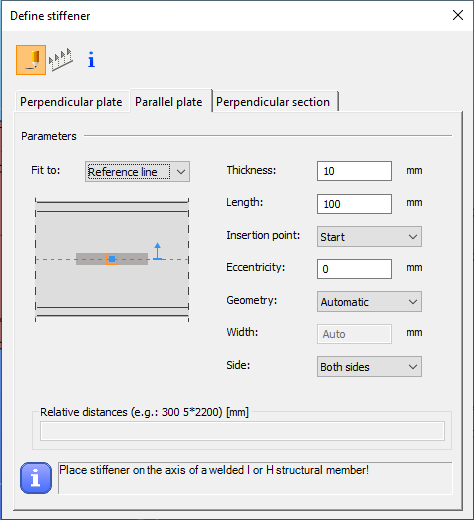 Define stiffener
Perpendicular plate Parallel plate Perpendicular section
Parameters
Fit to: Reference line
Thickness: 10 mm
Length: 100 mm
Insertion point: Start
Eccentricity: 0 mm
Geometry: Automatic
Width: Auto mm
Side: Both sides
Relative distances (e.g.: 300 5*2200) [mm]
Place stiffener on the axis of a welded I or H structural member!